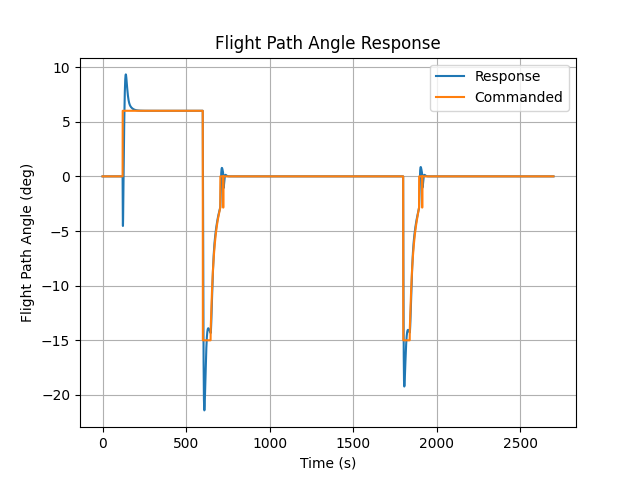 Flight Path Angle Response
Response
Commanded
Flight Path Angle (deg)
10
5
0
−5
−10
−15
−20
0 500 1000 1500 2000 2500
Time (s)